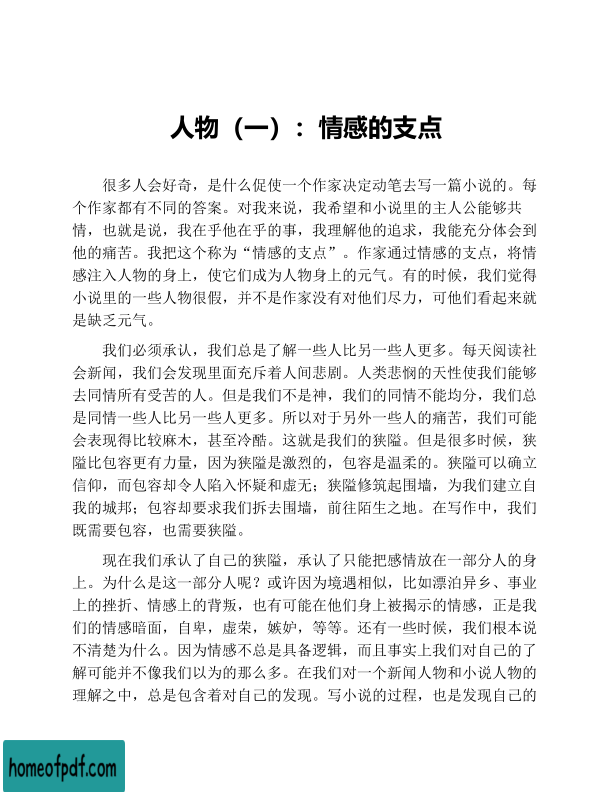 人物（一）：情感的支点
很多人会好奇，是什么促使一个作家决定动笔去写一篇小说的。每
个作家都有不同的答案。对我来说，我希望和小说里的主人公能够共
情，也就是说，我在乎他在乎的事，我理解他的追求，我能充分体会到
他的痛苦。我把这个称为“情感的支点”。作家通过情感的支点，将情
感注入人物的身上，使它们成为人物身上的元气。有的时候，我们觉得
小说里的一些人物很假，并不是作家没有对他们尽力，可他们看起来就
是缺乏元气。
我们必须承认，我们总是了解一些人比另一些人更多。每天阅读社
会新闻，我们会发现里面充斥着人间悲剧。人类悲悯的天性使我们能够
去同情所有受苦的人。但是我们不是神，我们的同情不能均分，我们总
是同情一些人比另一些人更多。所以对于另外一些人的痛苦，我们可能
会表现得比较麻木，甚至冷酷。这就是我们的狭隘。但是很多时候，狭
隘比包容更有力量，因为狭隘是激烈的，包容是温柔的。狭隘可以确立
信仰，而包容却令人陷入怀疑和虚无；狭隘修筑起围墙，为我们建立自
我的城邦；包容却要求我们拆去围墙，前往陌生之地。在写作中，我们
既需要包容，也需要狭隘。
现在我们承认了自己的狭隘，承认了只能把感情放在一部分人的身
上。为什么是这一部分人呢？或许因为境遇相似，比如漂泊异乡、事业
上的挫折、情感上的背叛，也有可能在他们身上被揭示的情感，正是我
们的情感暗面，自卑，虚荣，嫉妒，等等。还有一些时候，我们根本说
不清楚为什么。因为情感不总是具备逻辑，而且事实上我们对自己的了
解可能并不像我们以为的那么多。在我们对一个新闻人物和小说人物的
理解之中，总是包含着对自己的发现。写小说的过程，也是发现自己的
homeofpdf.com